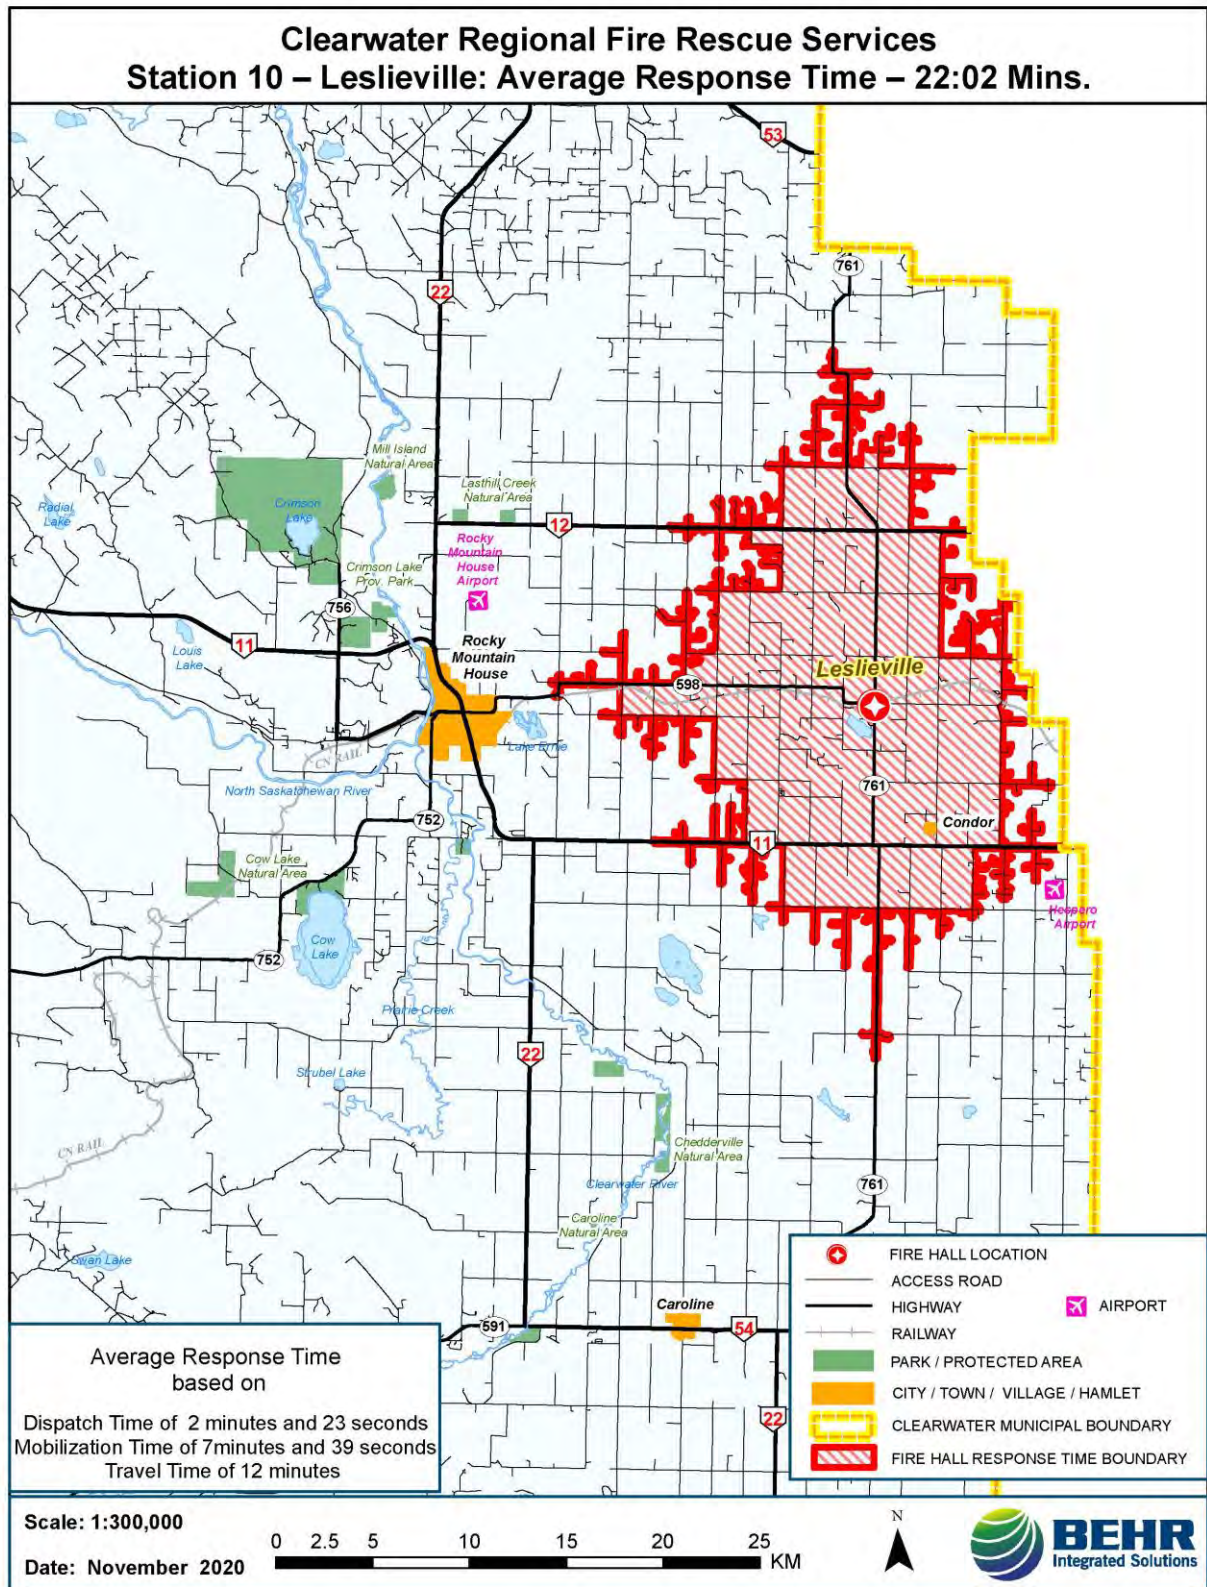 Clearwater Regional Fire Rescue Services
Station 10 – Leslieville: Average Response Time – 22:02 Mins.
53
761
22
Mill Island
Natural Area
Lasthill Creek
Natural Area
Crimson
Lake
Radial
Lake
12
Rocky
Mountain
House
Airport
Crimson Lake
Prov. Park
756
11
Louis
Lake
Rocky
Mountain
House
Leslieville
598
Lake Ernie
CN RAIL
North Saskatchewan River
761
752
Condor
11
Cow Lake
Natural Area
Hespero
Airport
Cow
Lake
752
Prairie Creek
22
Strubel Lake
CN RAIL
Chedderville
Natural Area
Clearwater River
761
Caroline
Natural Area
Swan Lake
Caroline
591
54
22
FIRE HALL LOCATION
ACCESS ROAD
HIGHWAY
AIRPORT
RAILWAY
PARK / PROTECTED AREA
CITY / TOWN / VILLAGE / HAMLET
CLEARWATER MUNICIPAL BOUNDARY
FIRE HALL RESPONSE TIME BOUNDARY
Average Response Time
based on
Dispatch Time of 2 minutes and 23 seconds
Mobilization Time of 7minutes and 39 seconds
Travel Time of 12 minutes
Scale: 1:300,000
Date: November 2020
0 2.5 5 10 15 20 25
KM
N
BEHR
Integrated Solutions